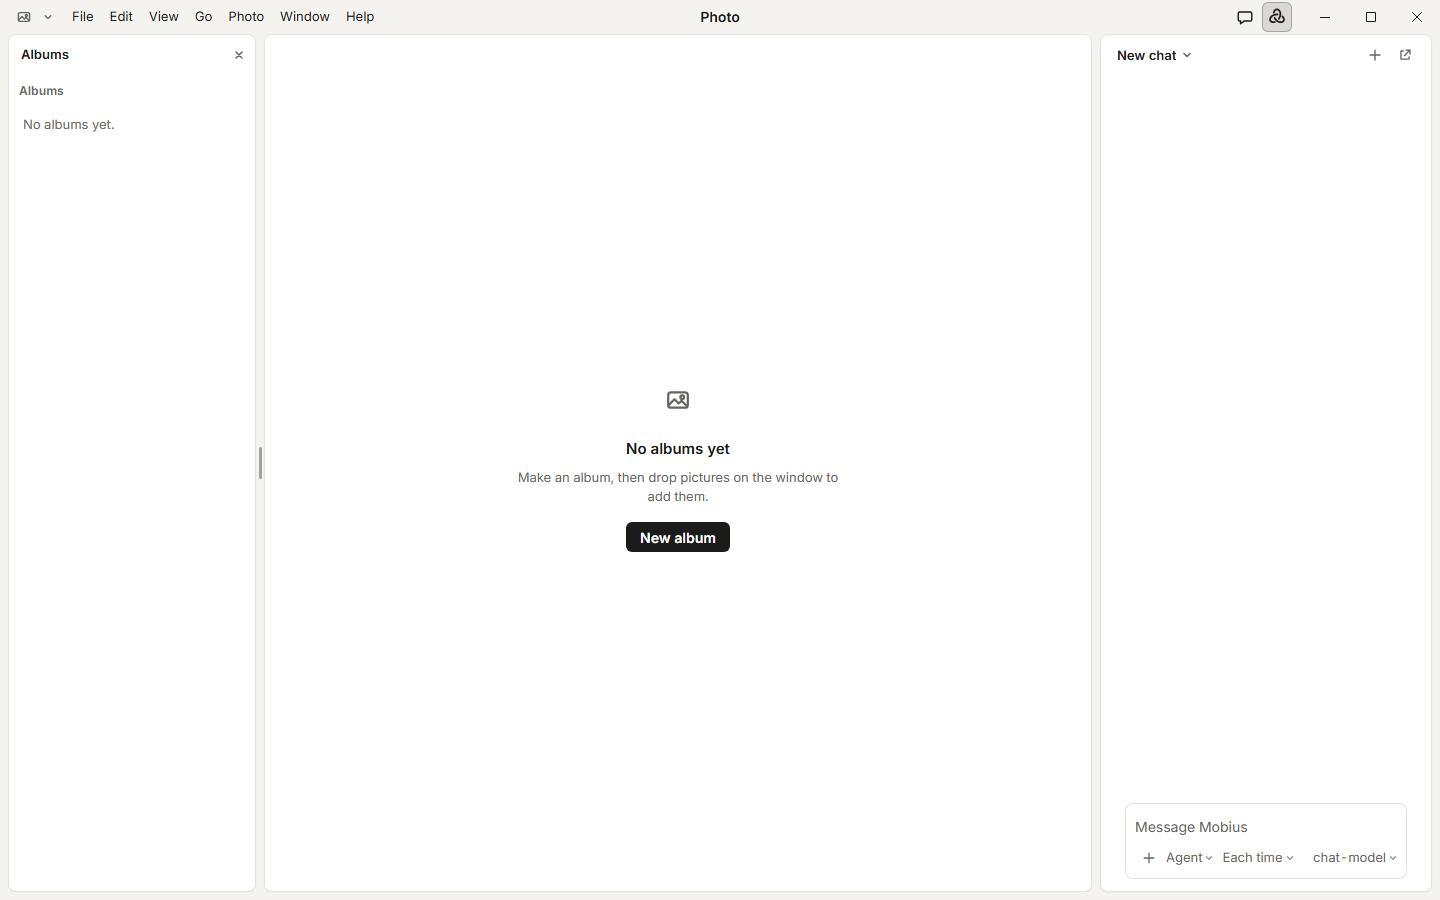 File Edit View Go Photo Window Help
Photo
Albums
Albums
No albums yet.
No albums yet
Make an album, then drop pictures on the window to
add them.
New album
New chat
Message Mobius
Agent Each time chat-model